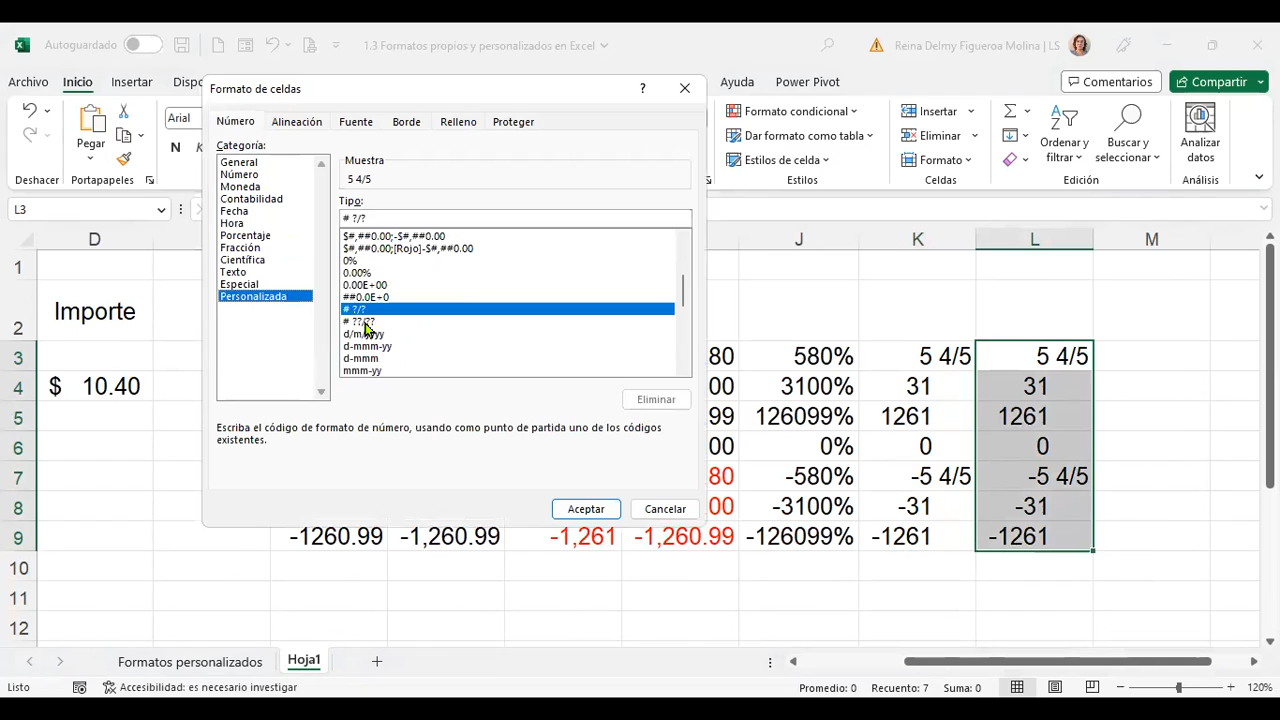 Autoguardado
1.3 Formatos propios y personalizados en Excel
Reina Delmy Figueroa Molina | LS
Archivo Inicio Insertar Dispo Ayuda Power Pivot Comentarios Compartir
Deshacer
Pegar
Portapapeles
Arial
N
Formato condicional
Dar formato como tabla
Estilos de celda
Estilos
Insertar
Eliminar
Formato
Celdas
Ordenar y filtrar
Buscar y seleccionar
Analizar datos
Análisis
L3
Formato de celdas
?
Número Alineación Fuente Borde Relleno Proteger
Categoría:
General
Número
Moneda
Contabilidad
Fecha
Hora
Porcentaje
Fracción
Científica
Texto
Especial
Personalizada
Muestra
5 4/5
Tipo:
# ?/?
$#,##0.00;-$#,##0.00
$#,##0.00;[Rojo]-$#,##0.00
0%
0.00%
0.00E+00
##0.0E+0
# ?/?
# ??/??
d-mmm-yy
d-mmm
mmm-yy
Eliminar
Escriba el código de formato de número, usando como punto de partida uno de los códigos
existentes.
Aceptar Cancelar
D J K L M
1
2 Importe
3 80 580% 5 4/5 5 4/5
4 $ 10.40 00 3100% 31 31
5 99 126099% 1261 1261
6 00 0% 0 0
7 80 -580% -5 4/5 -5 4/5
8 00 -3100% -31 -31
9 -1260.99 -1,260.99 -1,261 -1,260.99 -126099% -1261 -1261
10
11
12
Formatos personalizados Hoja1
Listo Accesibilidad: es necesario investigar Promedio: 0 Recuento: 7 Suma: 0 120%